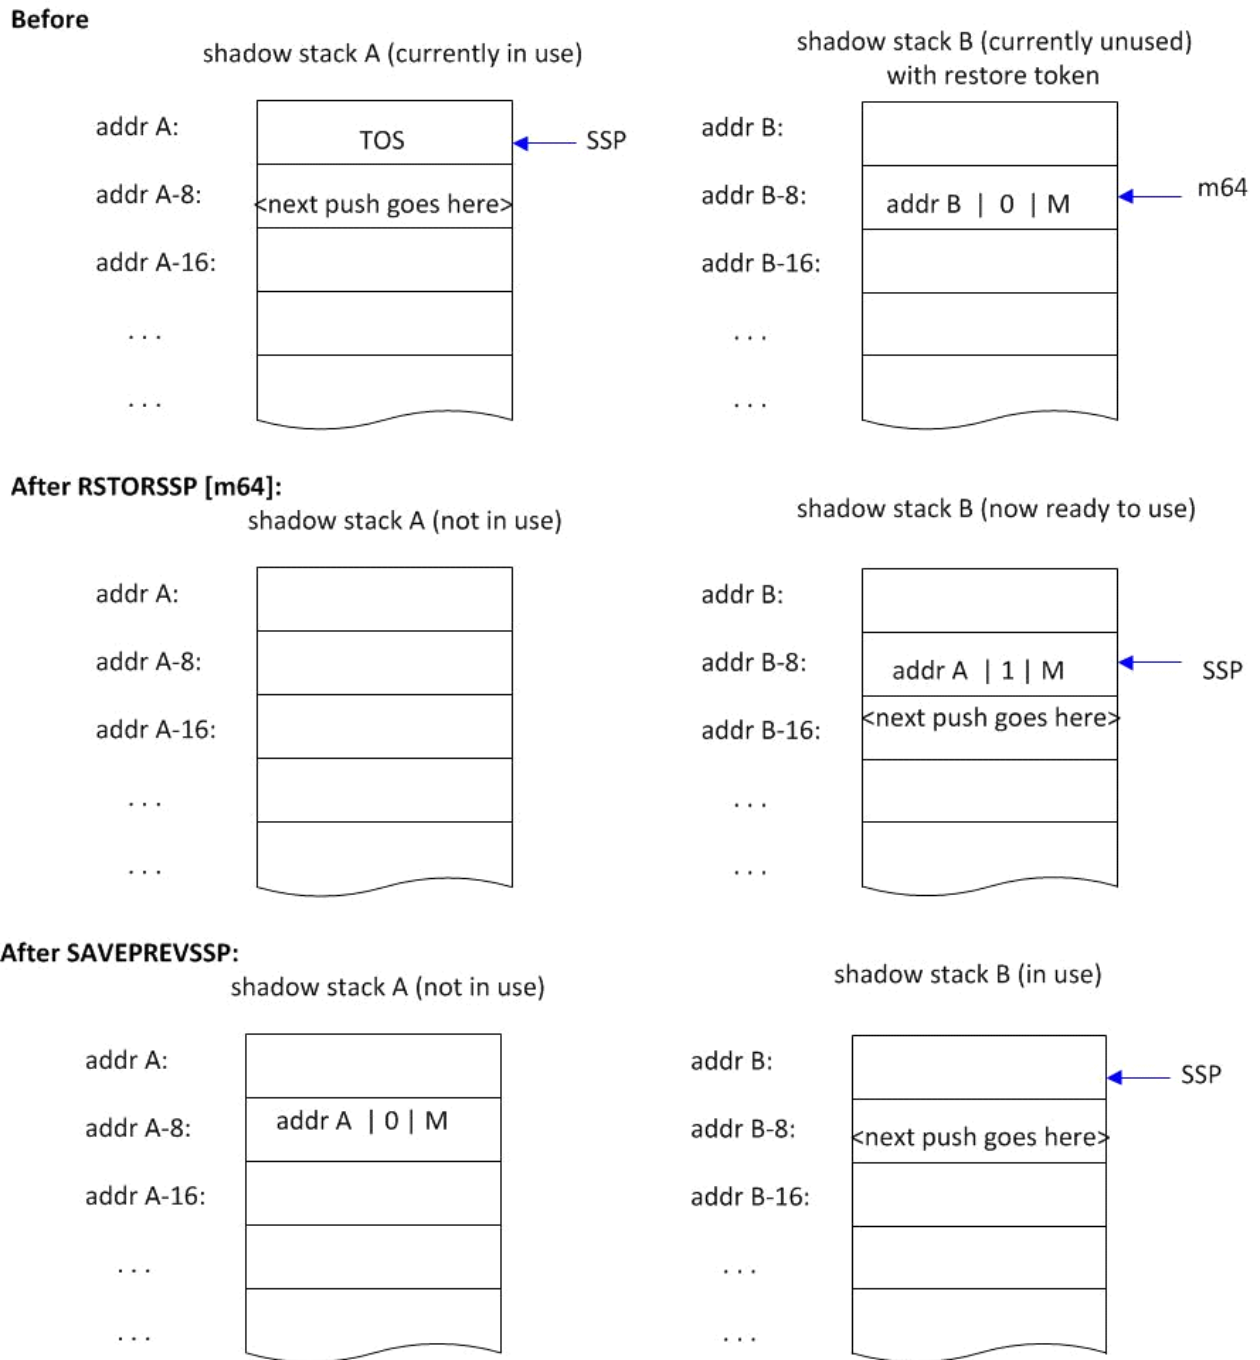 Before
shadow stack A (currently in use)
shadow stack B (currently unused)
with restore token
addr A:
TOS
SSP
addr B:
addr A-8:
<next push goes here>
addr B-8:
addr B | 0 | M
m64
addr A-16:
addr B-16:
. . .
. . .
. . .
. . .
After RSTORSSP [m64]:
shadow stack A (not in use)
shadow stack B (now ready to use)
addr A:
addr B:
addr A-8:
addr B-8:
addr A | 1 | M
SSP
addr A-16:
addr B-16:
<next push goes here>
. . .
. . .
. . .
. . .
After SAVEPREVSSP:
shadow stack A (not in use)
shadow stack B (in use)
addr A:
addr B:
SSP
addr A-8:
addr A | 0 | M
addr B-8:
<next push goes here>
addr A-16:
addr B-16:
. . .
. . .
. . .
. . .